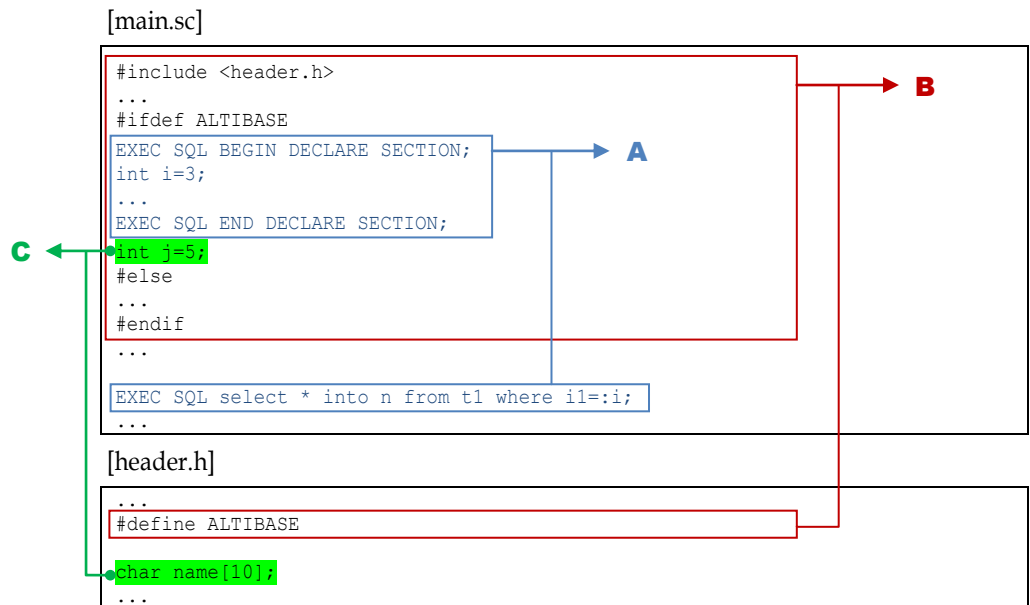 [main.sc]
#include <header.h>
...
B
#ifdef ALTIBASE
EXEC SQL BEGIN DECLARE SECTION;
A
int i=3;
...
EXEC SQL END DECLARE SECTION;
C
int j=5;
#else
...
#endif
...
EXEC SQL select * into n from t1 where i1=:i;
...
[header.h]
...
#define ALTIBASE
char name[10];
...